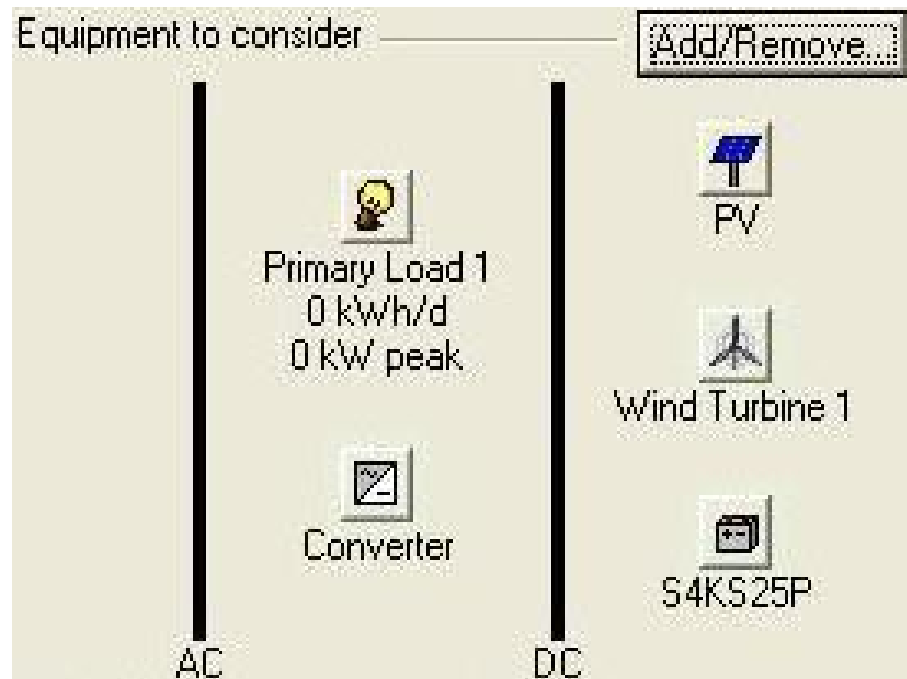 Equipment to consider
Add/Remove...
Primary Load 1
0 kWh/d
0 kW peak
Converter
PV
Wind Turbine 1
S4KS25P
AC
DC